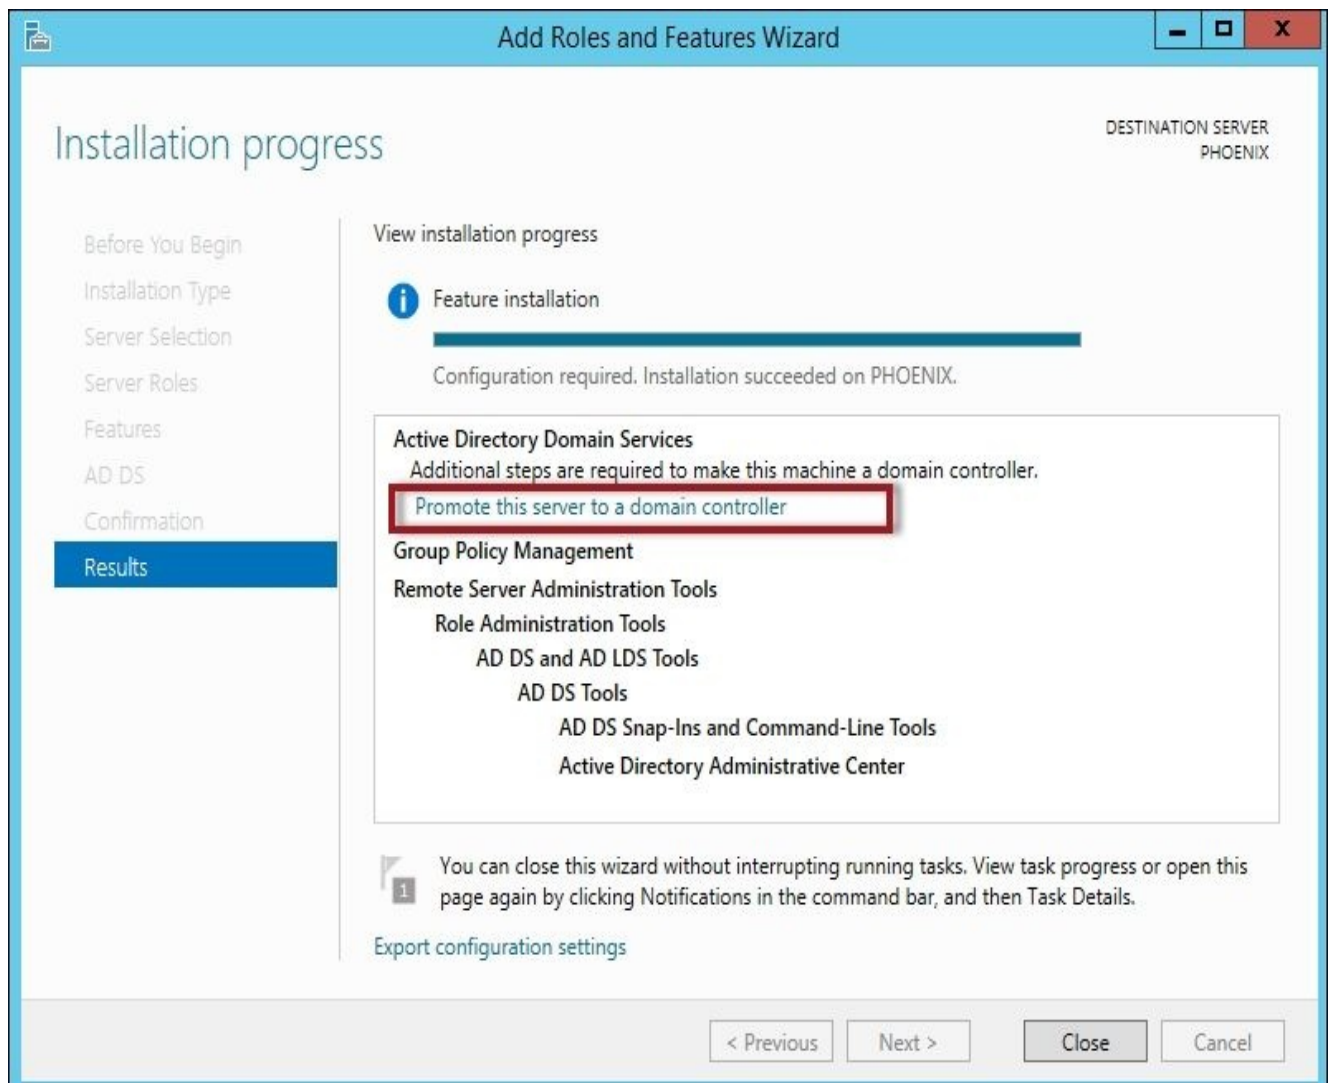 Add Roles and Features Wizard
X
Installation progress
DESTINATION SERVER
PHOENIX
Before You Begin
Installation Type
Server Selection
Server Roles
Features
AD DS
Confirmation
Results
View installation progress
Feature installation
Configuration required. Installation succeeded on PHOENIX.
Active Directory Domain Services
Additional steps are required to make this machine a domain controller.
Promote this server to a domain controller
Group Policy Management
Remote Server Administration Tools
Role Administration Tools
AD DS and AD LDS Tools
AD DS Tools
AD DS Snap-Ins and Command-Line Tools
Active Directory Administrative Center
1
You can close this wizard without interrupting running tasks. View task progress or open this
page again by clicking Notifications in the command bar, and then Task Details.
Export configuration settings
< Previous
Next >
Close
Cancel